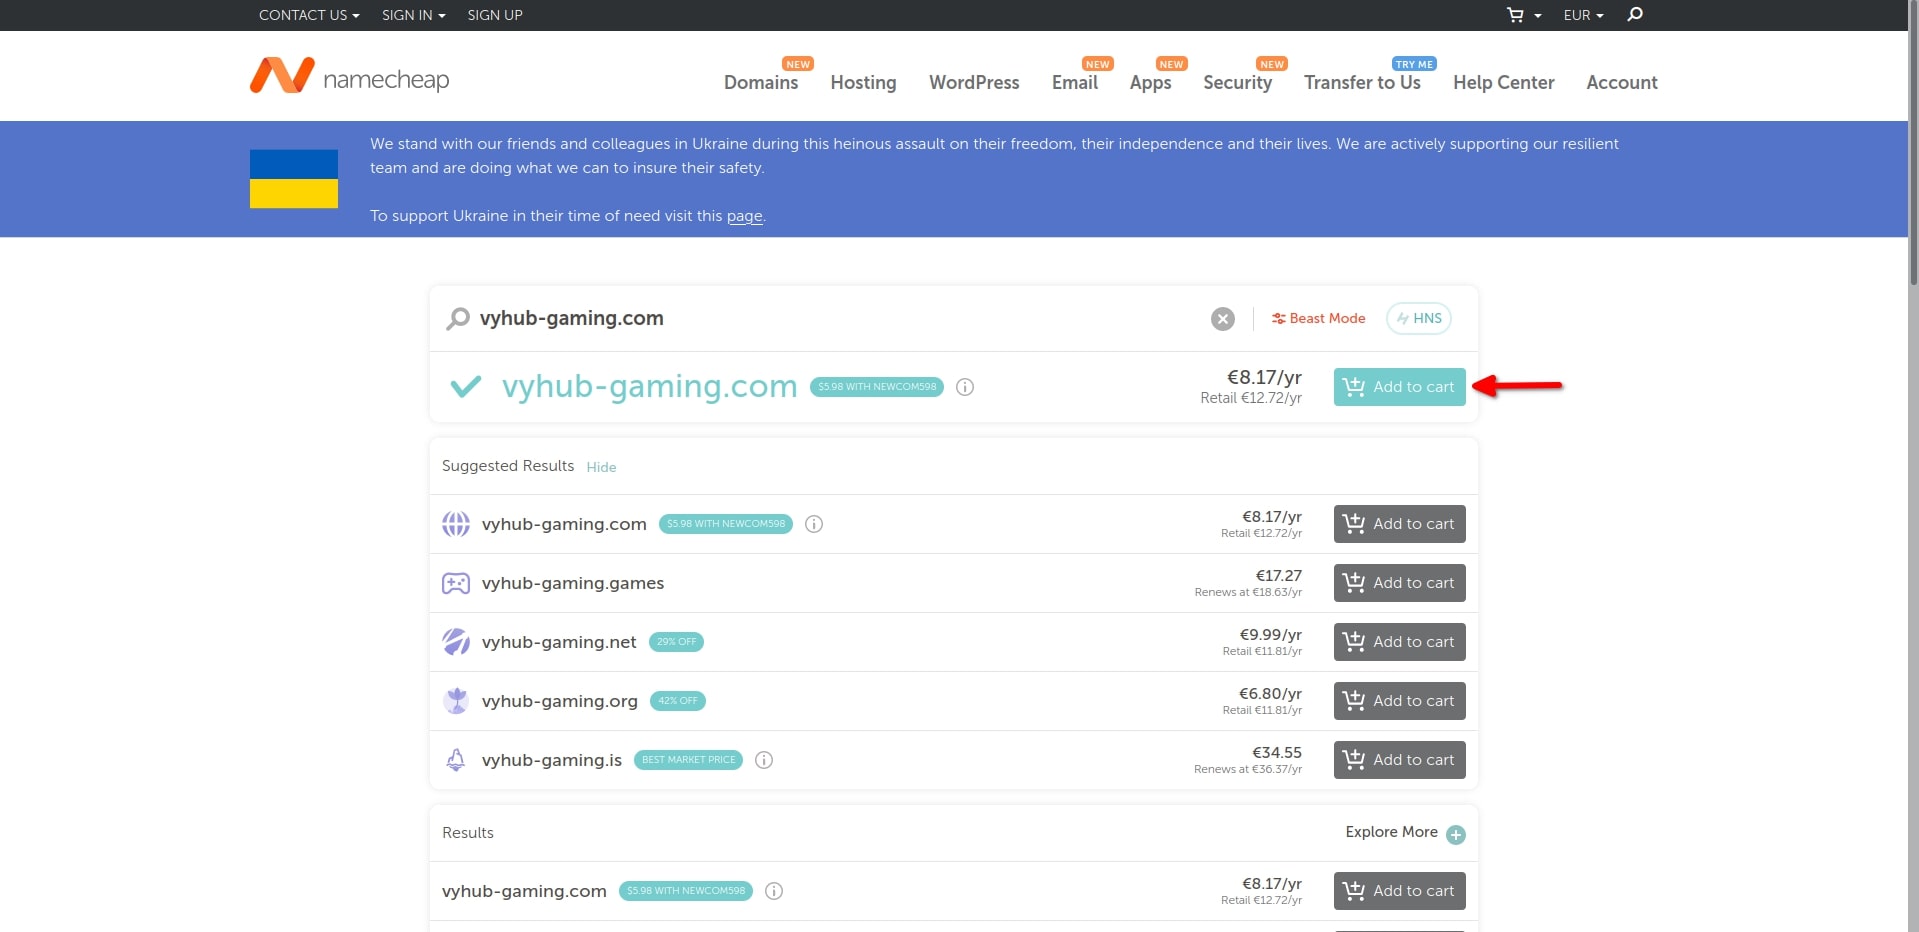 CONTACT US SIGN IN SIGN UP EUR
namecheap
NEW NEW NEW NEW TRY ME
Domains Hosting WordPress Email Apps Security Transfer to Us Help Center Account
We stand with our friends and colleagues in Ukraine during this heinous assault on their freedom, their independence and their lives. We are actively supporting our resilient
team and are doing what we can to insure their safety.
To support Ukraine in their time of need visit this page.
vyhub-gaming.com Beast Mode HNS
vyhub-gaming.com $5.98 WITH NEWCOM598 €8.17/yr Add to cart
Retail €12.72/yr
Suggested Results Hide
vyhub-gaming.com $5.98 WITH NEWCOM598 €8.17/yr Add to cart
Retail €12.72/yr
vyhub-gaming.games €17.27 Add to cart
Renews at €18.63/yr
vyhub-gaming.net 29% OFF €9.99/yr Add to cart
Retail €11.81/yr
vyhub-gaming.org 42% OFF €6.80/yr Add to cart
Retail €11.81/yr
vyhub-gaming.is BEST MARKET PRICE €34.55 Add to cart
Renews at €36.37/yr
Results Explore More
vyhub-gaming.com $5.98 WITH NEWCOM598 €8.17/yr Add to cart
Retail €12.72/yr